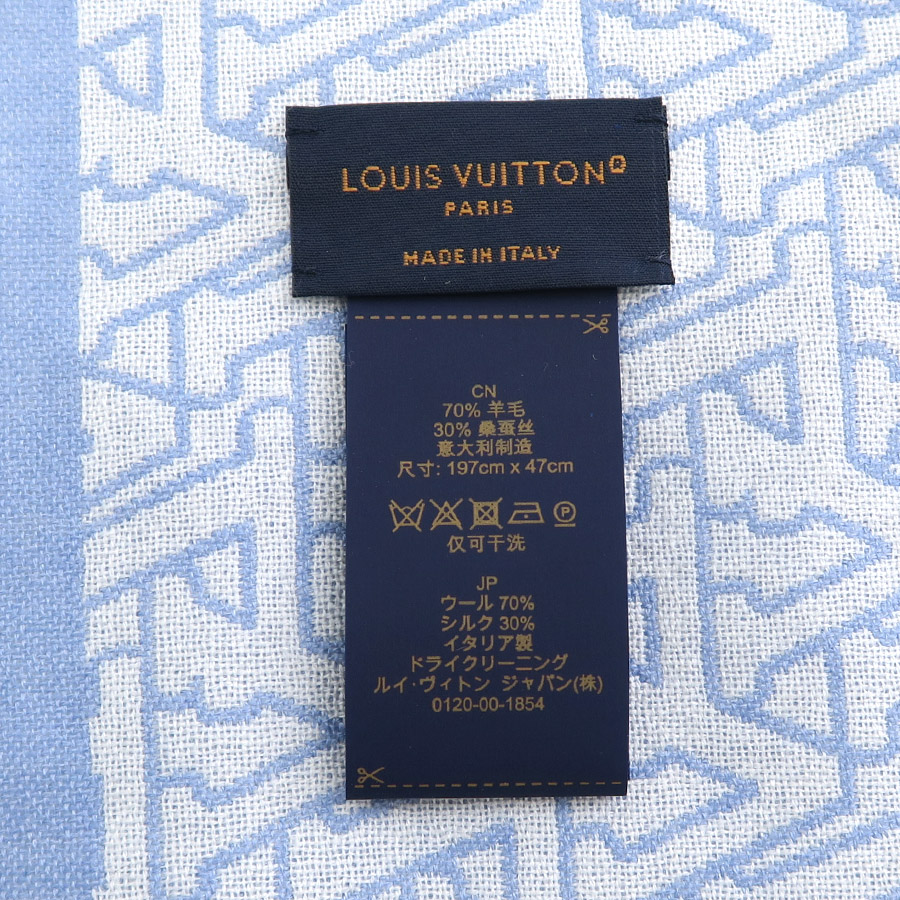 LOUIS VUITTON®
PARIS
MADE IN ITALY
CN
70% 羊毛
30% 桑蚕丝
意大利制造
尺寸: 197cm x 47cm
P
仅可干洗
JP
ウール 70%
シルク 30%
イタリア製
ドライクリーニング
ルイ·ヴィトン ジャパン(株)
0120-00-1854